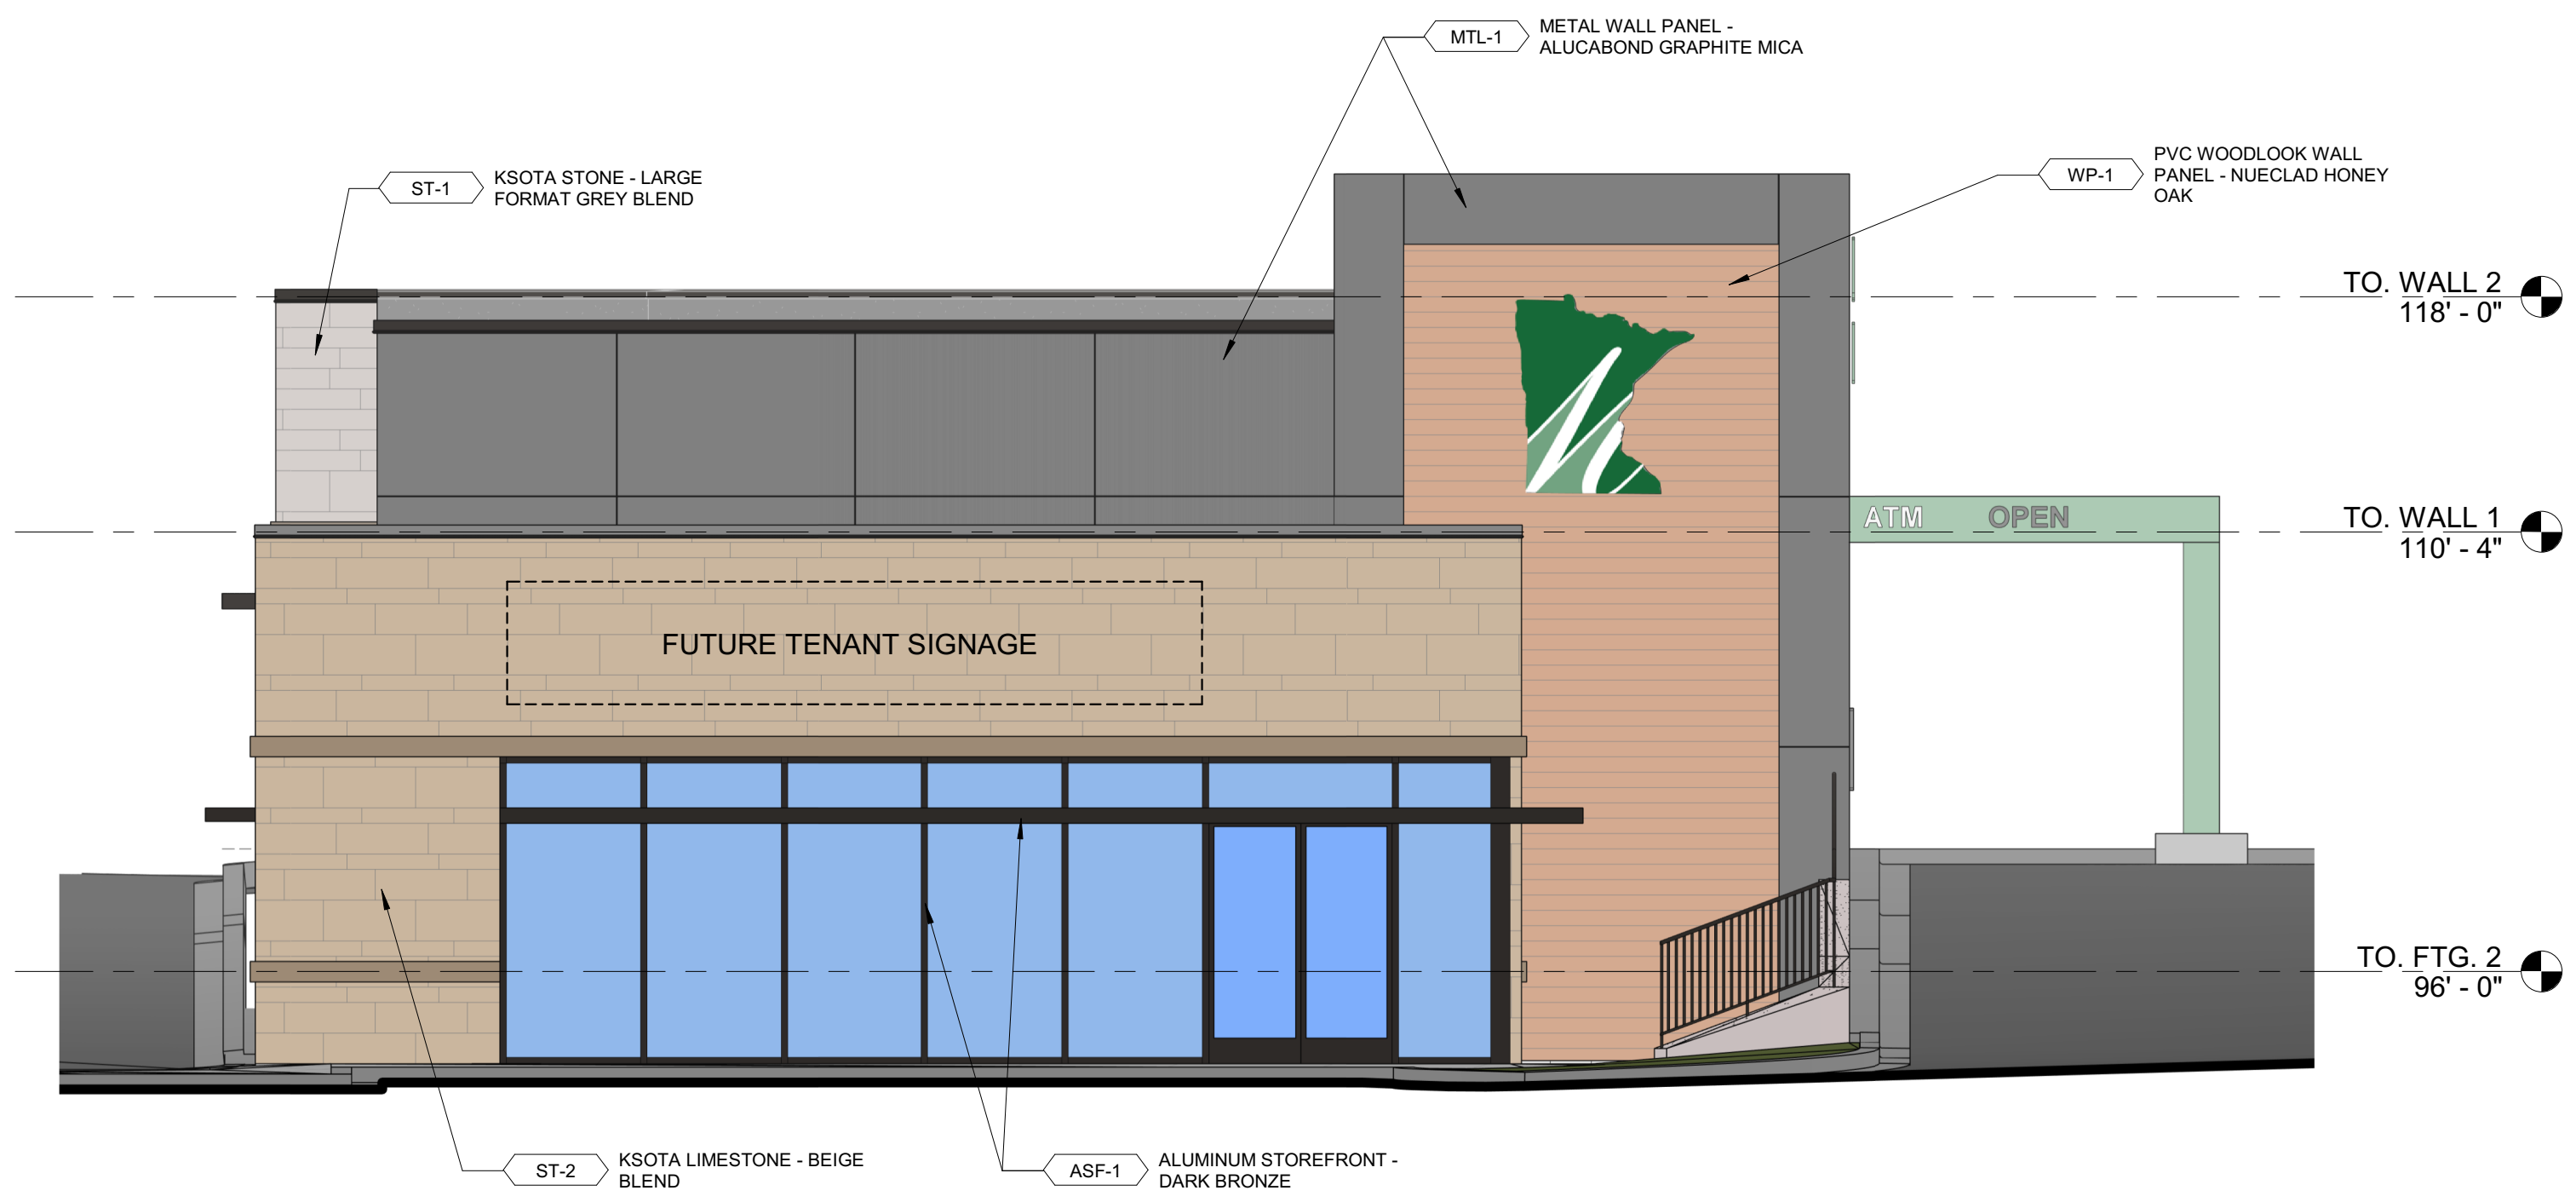 MTL-1
METAL WALL PANEL -
ALUCABOND GRAPHITE MICA
WP-1
PVC WOODLOOK WALL
PANEL - NUECLAD HONEY
OAK
ST-1
KSOTA STONE - LARGE
FORMAT GREY BLEND
TO. WALL 2
118' - 0"
ATM OPEN
TO. WALL 1
110' - 4"
FUTURE TENANT SIGNAGE
TO. FTG. 2
96' - 0"
ST-2
KSOTA LIMESTONE - BEIGE
BLEND
ASF-1
ALUMINUM STOREFRONT -
DARK BRONZE